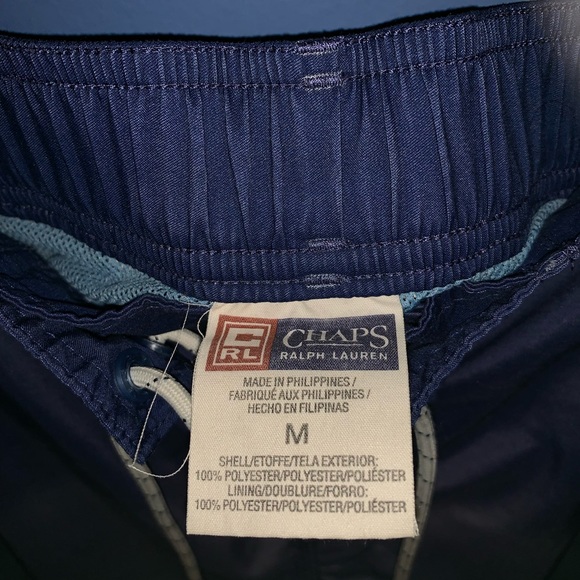 C
RL
CHAPS
RALPH LAUREN
MADE IN PHILIPPINES/
FABRIQUÉ AUX PHILIPPINES/
HECHO EN FILIPINAS
M
SHELL/ETOFFE/TELA EXTERIOR:
100% POLYESTER/POLYESTER/POLIÉSTER
LINING/DOUBLURE/FORRO:
100% POLYESTER/POLYESTER/POLIÉSTER